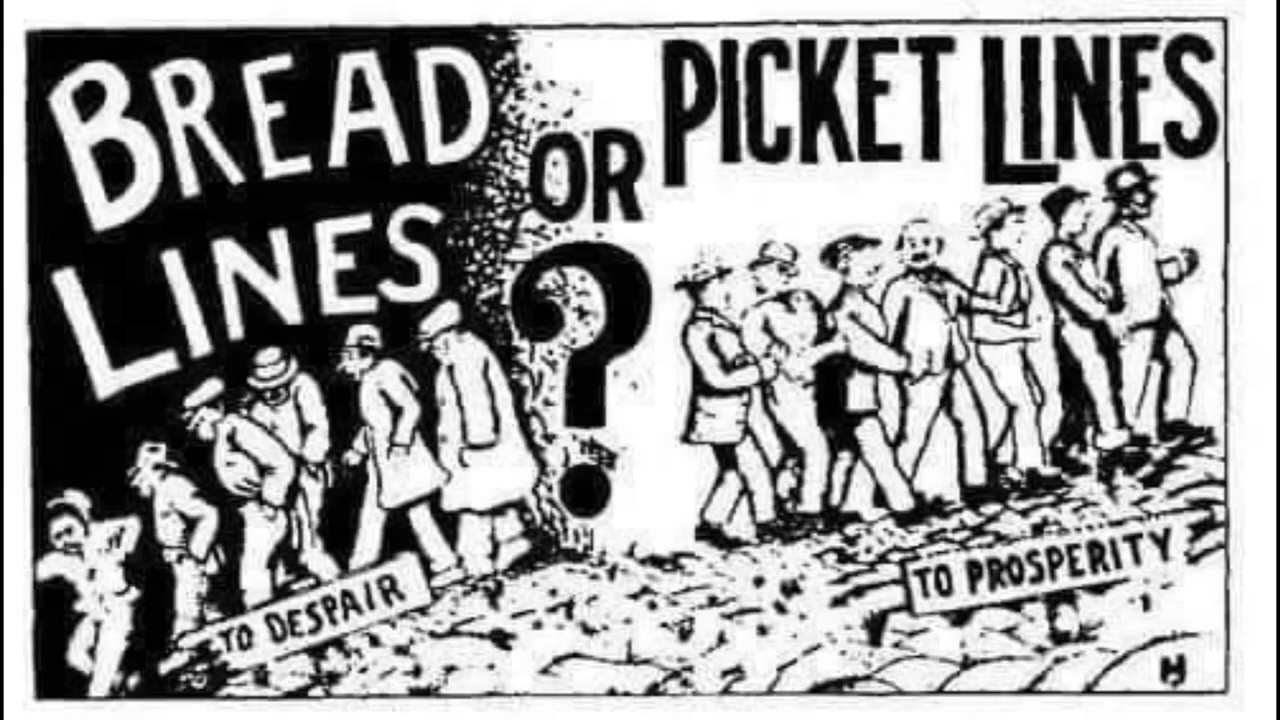 BREAD
LINES
OR
?
PICKET LINES
TO DESPAIR
TO PROSPERITY